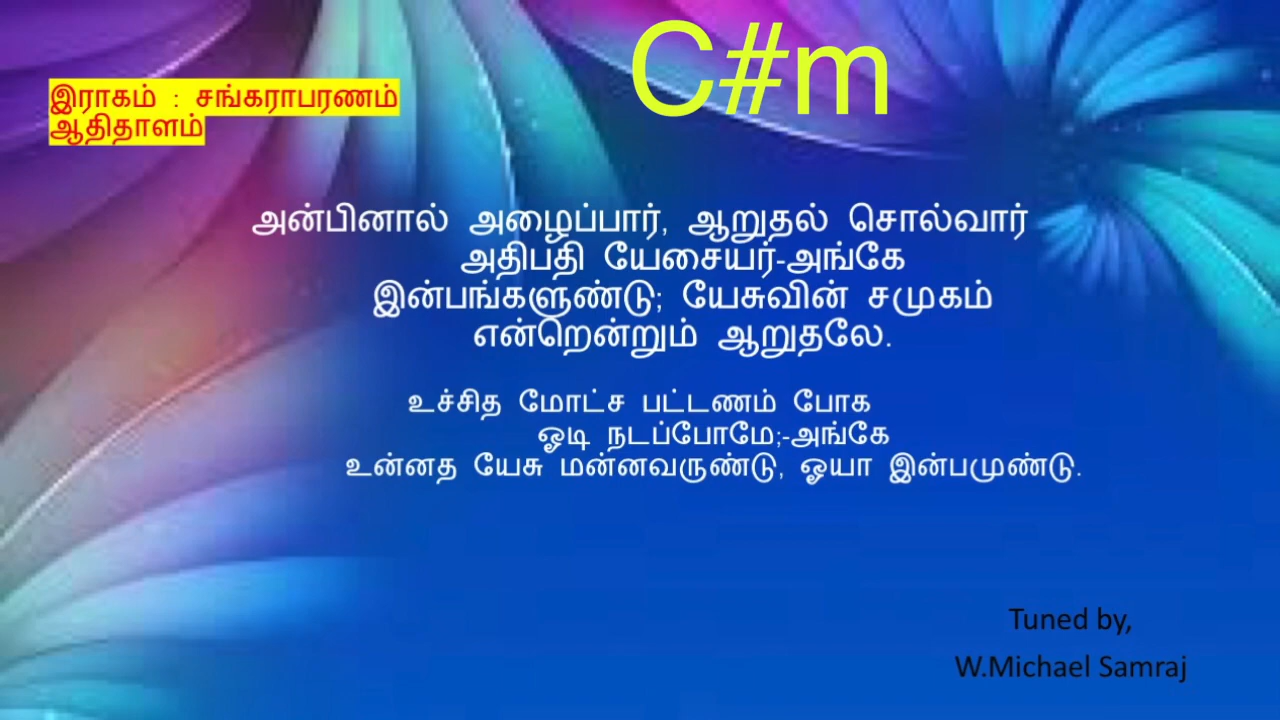 C#m
இராகம் : சங்கராபரணம்
ஆதிதாளம்
அன்பினால் அழைப்பார், ஆறுதல் சொல்வார்
அதிபதி யேசையர்-அங்கே
இன்பங்களுண்டு; யேசுவின் சமுகம்
என்றென்றும் ஆறுதலே.
உச்சித மோட்ச பட்டணம் போக
ஓடி நடப்போமே;-அங்கே
உன்னத யேசு மன்னவருண்டு, ஓயா இன்பமுண்டு.
Tuned by,
W.Michael Samraj